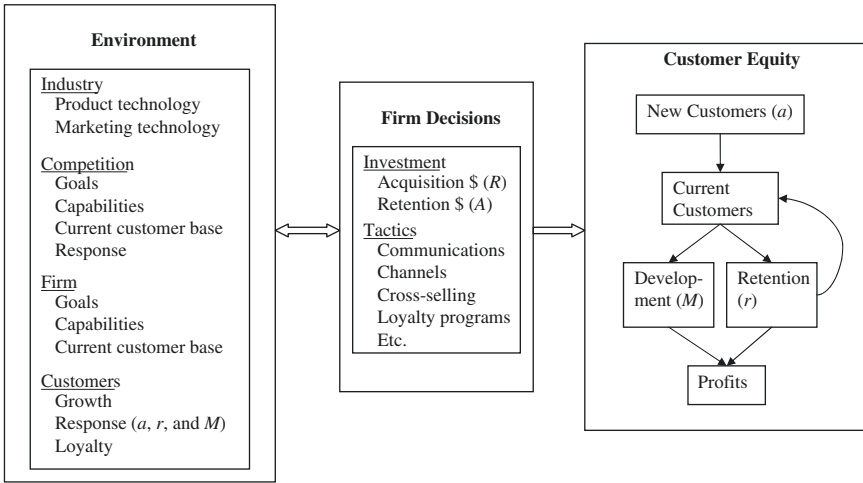 Environment
Industry
Product technology
Marketing technology
Competition
Goals
Capabilities
Current customer base
Response
Firm
Goals
Capabilities
Current customer base
Customers
Growth
Response (a, r, and M)
Loyalty
Firm Decisions
Investment
Acquisition $ (R)
Retention $ (A)
Tactics
Communications
Channels
Cross-selling
Loyalty programs
Etc.
Customer Equity
New Customers (a)
Current
Customers
Develop-
ment (M)
Retention
(r)
Profits